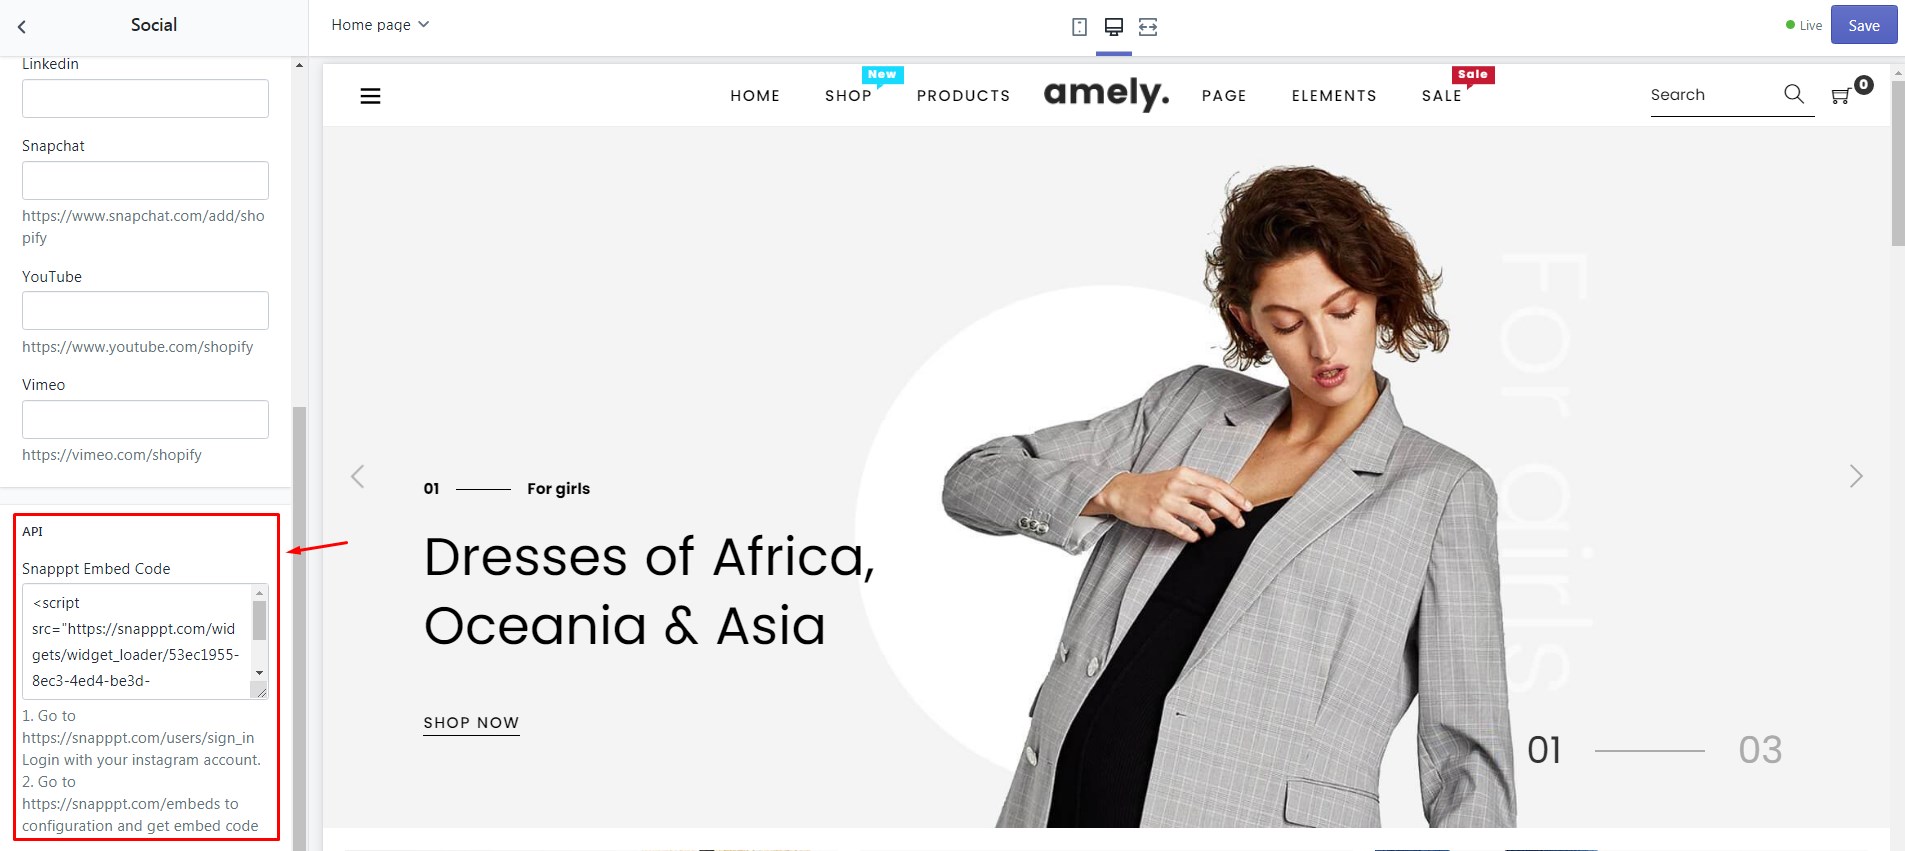 Social
Home page
Live
Save
Linkedin
Snapchat
https://www.snapchat.com/add/sho
pify
YouTube
https://www.youtube.com/shopify
Vimeo
https://vimeo.com/shopify
API
Snapppt Embed Code
<script
src="https://snapppt.com/wid
gets/widget_loader/53ec1955-
8ec3-4ed4-be3d-
1. Go to
https://snapppt.com/users/sign_in
Login with your instagram account.
2. Go to
https://snapppt.com/embeds to
configuration and get embed code
New
Sale
HOME
SHOP
PRODUCTS
amely.
PAGE
ELEMENTS
SALE
Search
0
For girls
01
For girls
Dresses of Africa,
Oceania & Asia
SHOP NOW
01
03